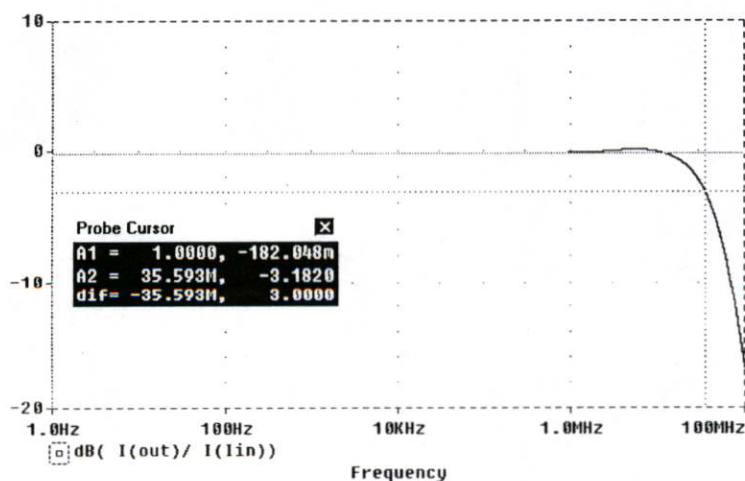 10
0
-10
-20
Probe Cursor
A1 = 1.0000, -182.048m
A2 = 35.593M, -3.1820
dif= -35.593M, 3.0000
1.0Hz 100Hz 10KHz 1.0MHz 100MHz
dB( I(out)/ I(Iin))
Frequency